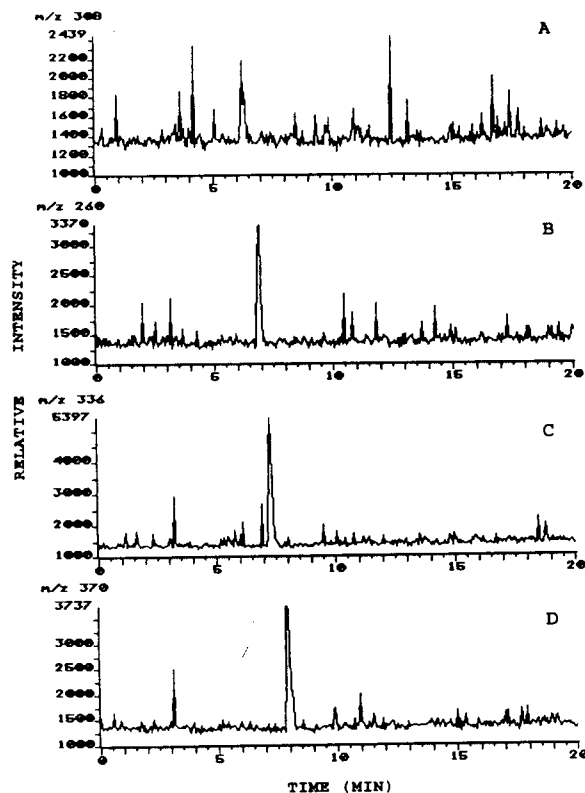 m/z 308
A
2439
2200
2000
1800
1600
1400
1200
1000
0 5 10 15 20
m/z 260
B
3370
3000
2500
2000
1500
1000
0 5 10 15 20
INTENSITY
m/z 336
C
5397
4000
3000
2000
1000
0 5 10 15 20
RELATIVE
m/z 370
D
3737
3000
2500
2000
1500
1000
0 5 10 15 20
TIME (MIN)